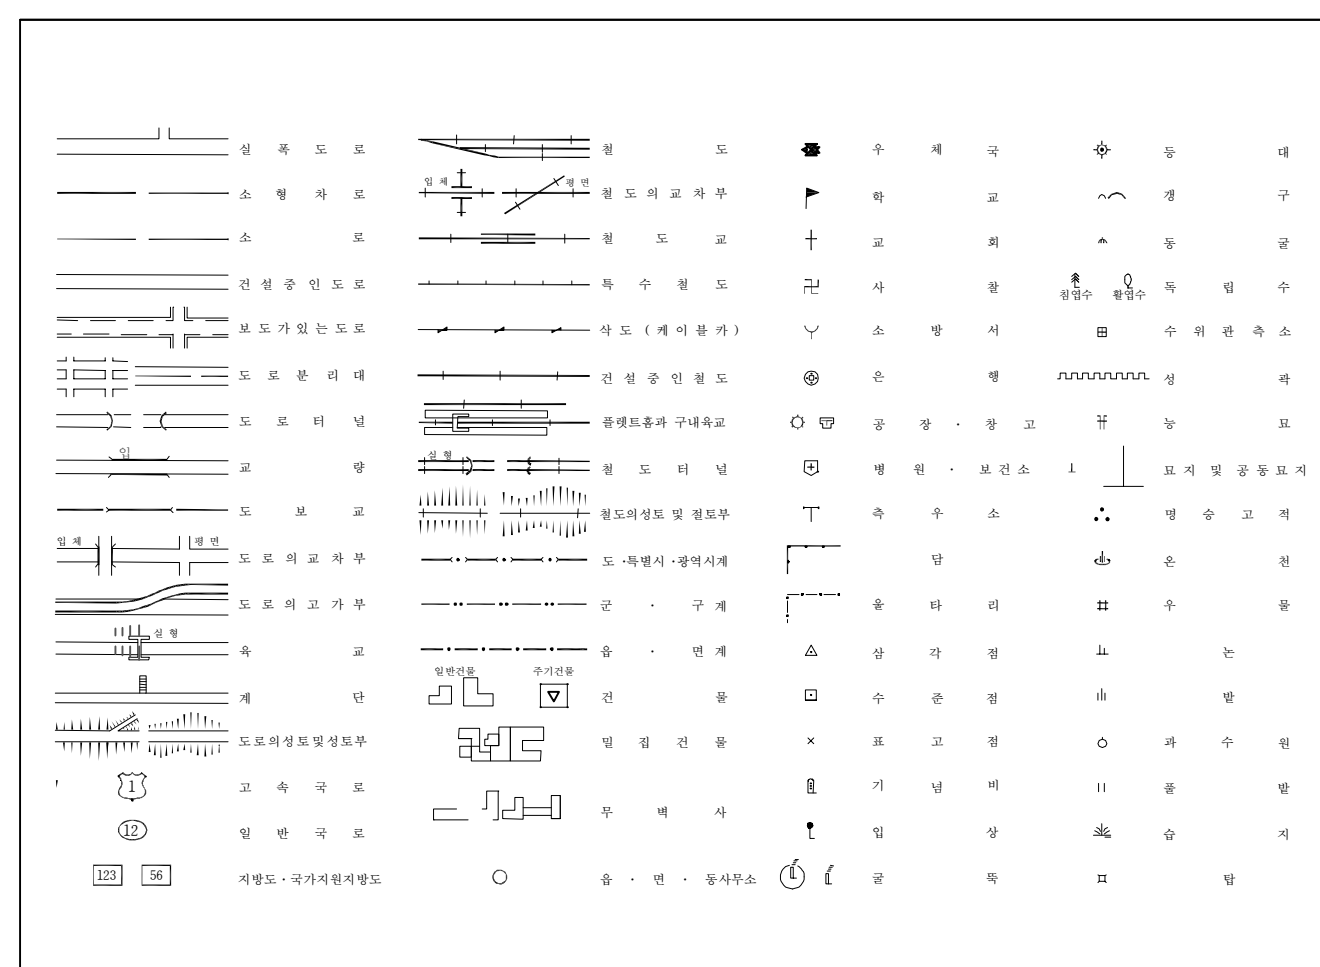 실 폭 도 로
소 형 차 로
소 로
건 설 중 인 도 로
보 도 가 있 는 도 로
도 로 분 리 대
도 로 터 널
입
교 량
도 보 교
입 체 평 면
도 로 의 교 차 부
도 로 의 고 가 부
실 형
육 교
계 단
도로의성토및성토부
1
고 속 국 로
12
일 반 국 로
123 56
지방도·국가지원지방도
철 도
입 체 평 면
철 도 의 교 차 부
철 도 교
특 수 철 도
삭 도 ( 케 이 블 카 )
건 설 중 인 철 도
플렛트홈과 구내육교
실 형
철 도 터 널
철도의성토 및 절토부
도 ·특별시 ·광역시계
군 · 구 계
읍 · 면 계
일반건물 주기건물
건 물
밀 집 건 물
무 벽 사
읍 · 면 · 동사무소
우 체 국
학 교
교 회
사 찰
소 방 서
은 행
공 장 · 창 고
병 원 · 보 건 소
측 우 소
담
울 타 리
삼 각 점
수 준 점
표 고 점
기 념 비
입 상
굴 뚝
등 대
갱 구
동 굴
침엽수 활엽수
독 립 수
수 위 관 측 소
성 곽
능 묘
묘 지 및 공 동 묘 지
명 승 고 적
온 천
우 물
논
밭
과 수 원
풀 밭
습 지
탑